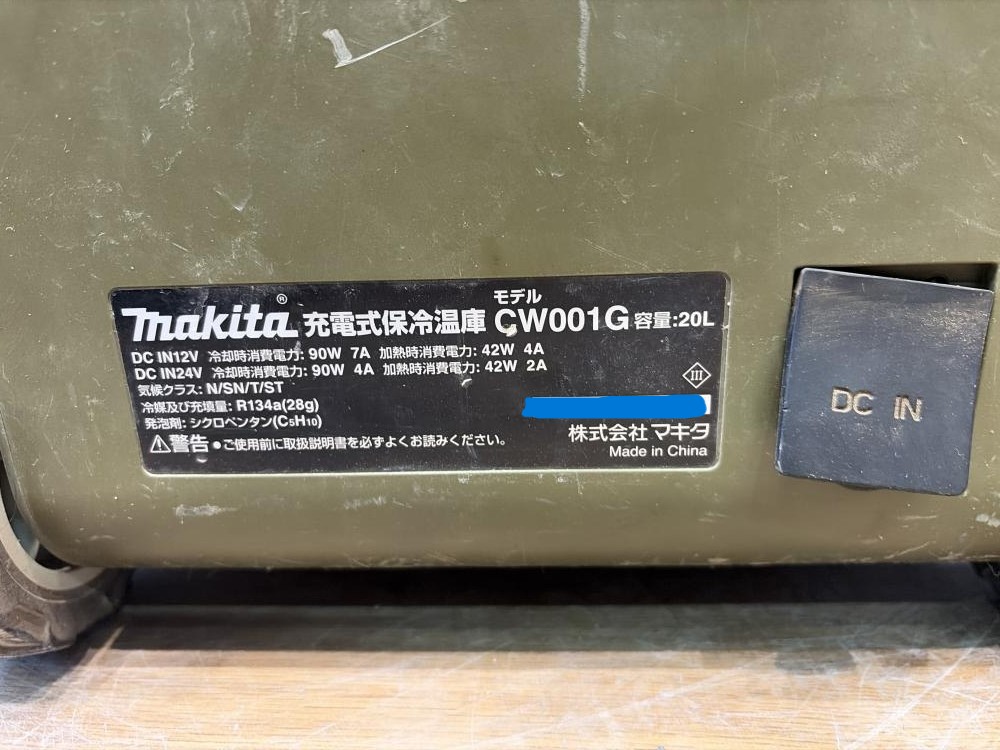 makita® 充電式保冷温庫 モデル CW001G 容量:20L
DC IN12V 冷却時消費電力: 90W 7A 加熱時消費電力: 42W 4A
DC IN24V 冷却時消費電力: 90W 4A 加熱時消費電力: 42W 2A
気候クラス: N/SN/T/ST
冷媒及び充填量: R134a(28g)
発泡剤: シクロペンタン(C5H10)
⚠警告 ●ご使用前に取扱説明書を必ずよくお読みください。
III
株式会社 マキタ
Made in China
DC IN